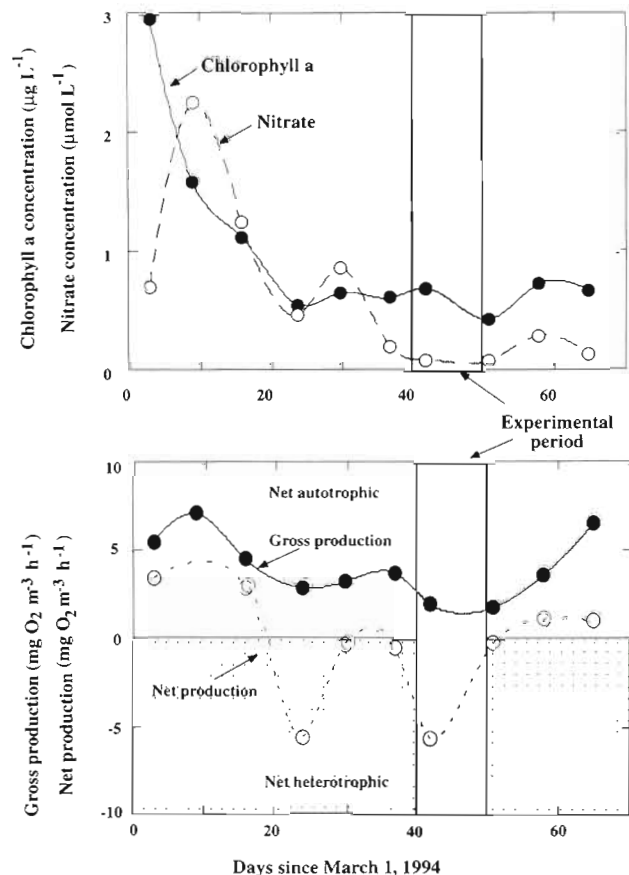 Chlorophyll a concentration (µg L⁻¹)
Nitrate concentration (µmol L⁻¹)
3
2
1
0
Chlorophyll a
Nitrate
0
20
40
60
Experimental
period
Gross production (mg O₂ m⁻³ h⁻¹)
Net production (mg O₂ m⁻³ h⁻¹)
10
5
0
-5
-10
Net autotrophic
Gross production
Net production
Net heterotrophic
0
20
40
60
Days since March 1, 1994